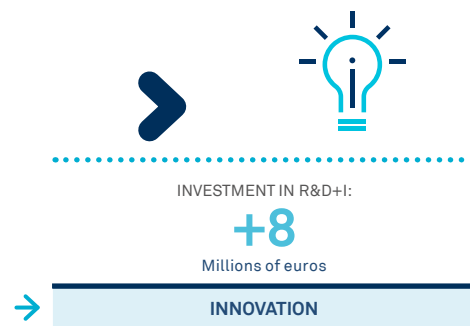 INVESTMENT IN R&D+I:
+8
Millions of euros
INNOVATION